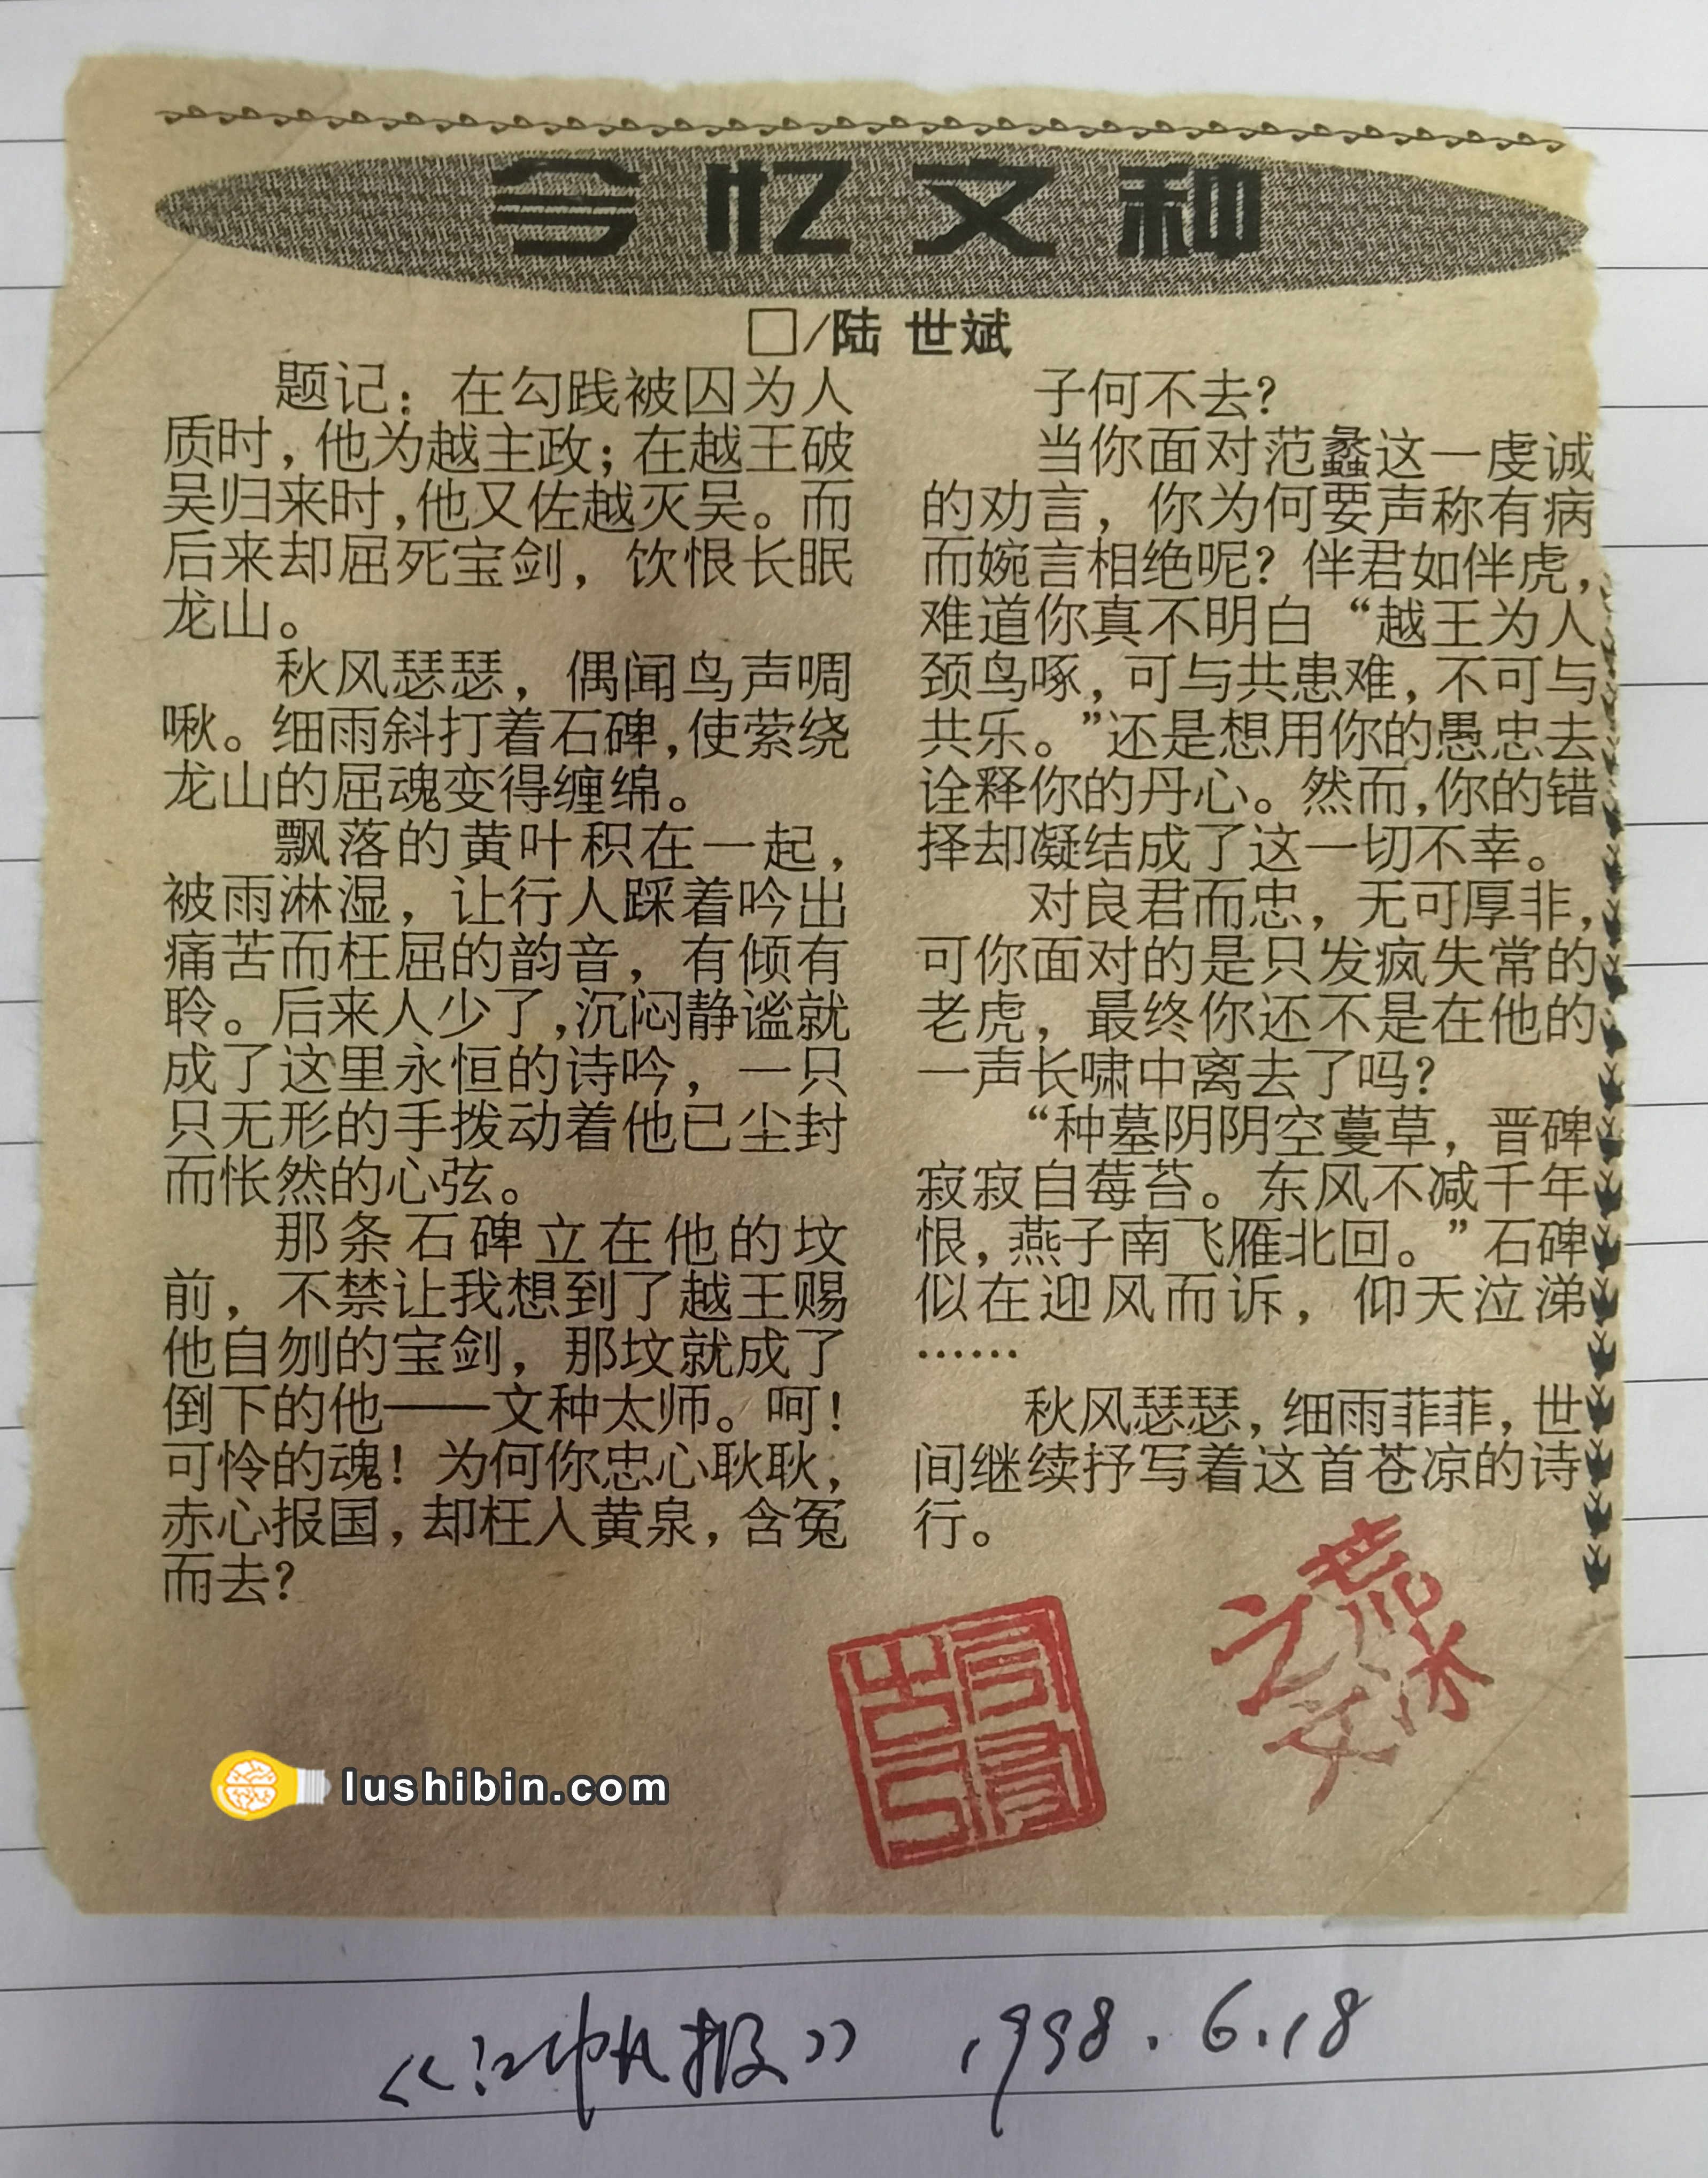 今忆文种
□/陆 世斌
题记：在勾践被囚为人
质时，他为越主政；在越王破
吴归来时，他又佐越灭吴。而
后来却屈死宝剑，饮恨长眠
龙山。
秋风瑟瑟，偶闻鸟声啁
啾。细雨斜打着石碑，使萦绕
龙山的屈魂变得缠绵。
飘落的黄叶积在一起，
被雨淋湿，让行人踩着吟出
痛苦而枉屈的韵音，有倾有
聆。后来人少了，沉闷静谧就
成了这里永恒的诗吟，一只
只无形的手拨动着他已尘封
而怅然的心弦。
那条石碑立在他的坟
前，不禁让我想到了越王赐
他自刎的宝剑，那坟就成了
倒下的他——文种太师。呵！
可怜的魂！为何你忠心耿耿，
赤心报国，却枉入黄泉，含冤
而去？
子何不去？
当你面对范蠡这一虔诚
的劝言，你为何要声称有病
而婉言相绝呢？伴君如伴虎，
难道你真不明白“越王为人
颈鸟啄，可与共患难，不可与
共乐。”还是想用你的愚忠去
诠释你的丹心。然而，你的错
择却凝结成了这一切不幸。
对良君而忠，无可厚非，
可你面对的是只发疯失常的
老虎，最终你还不是在他的
一声长啸中离去了吗？
“种墓阴阴空蔓草，晋碑
寂寂自莓苔。东风不减千年
恨，燕子南飞雁北回。”石碑
似在迎风而诉，仰天泣涕
……
秋风瑟瑟，细雨菲菲，世
间继续抒写着这首苍凉的诗
行。
lushibin.com
1998.6.18